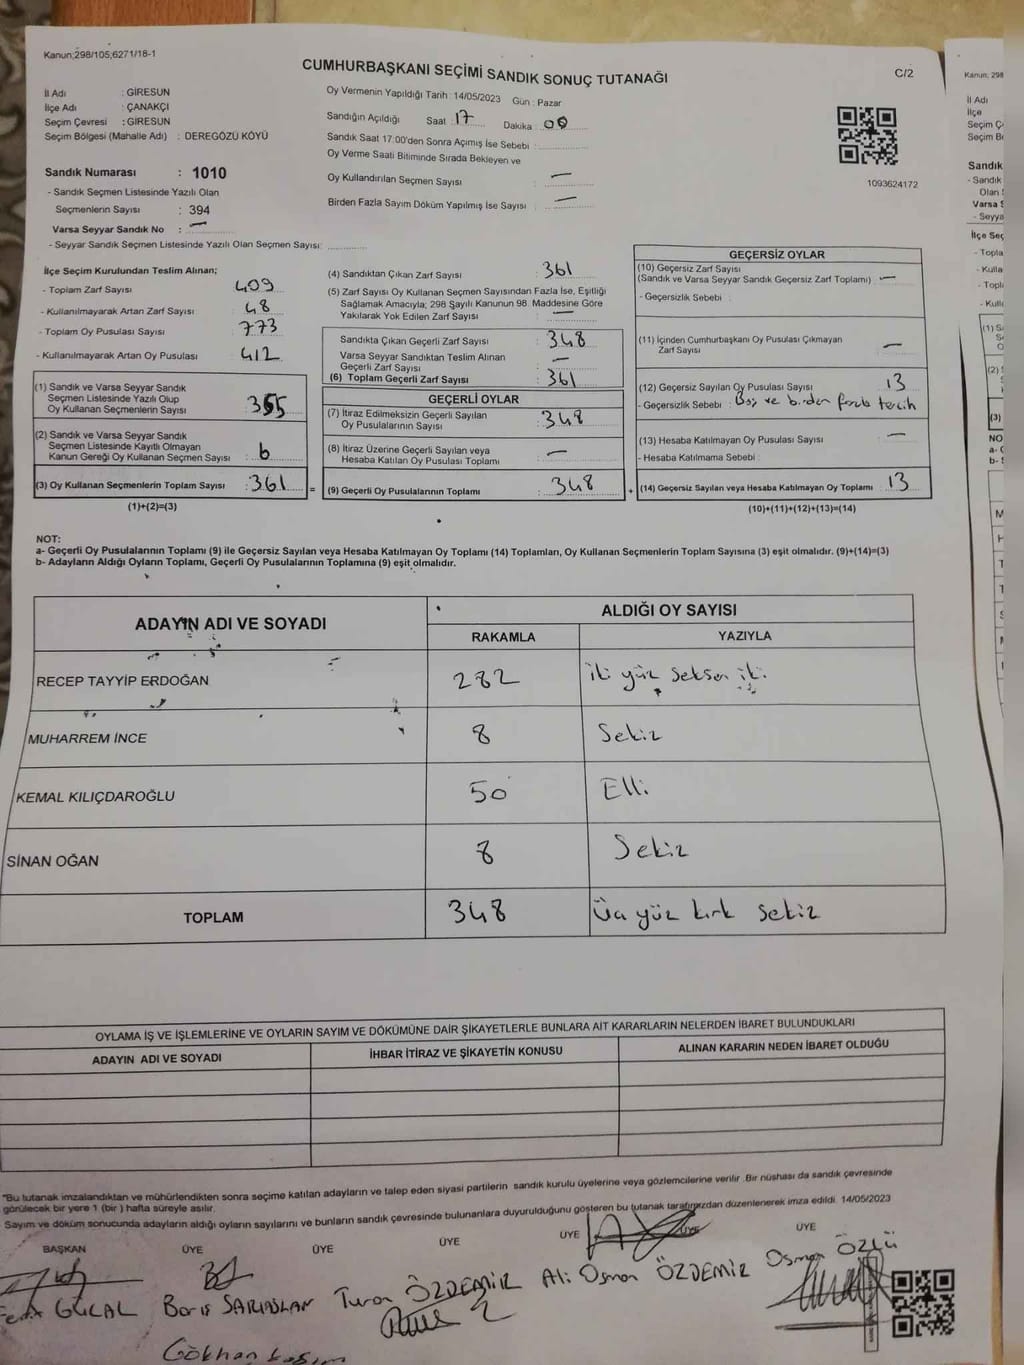 Kanun;298/105,6271/18-1
CUMHURBAŞKANI SEÇİMİ SANDIK SONUÇ TUTANAĞI
C/2
İl Adı : GİRESUN
İlçe Adı : ÇANAKÇI
Seçim Çevresi : GİRESUN
Seçim Bölgesi (Mahalle Adı) : DEREGÖZÜ KÖYÜ
Oy Vermenin Yapıldığı Tarih : 14/05/2023 Gün : Pazar
Sandığın Açıldığı Saat : 17 Dakika : 00
Sandık Saat 17:00'den Sonra Açımış İse Sebebi :
Oy Verme Saati Bitiminde Sırada Bekleyen ve
Oy Kullandırılan Seçmen Sayısı : —
Birden Fazla Sayım Döküm Yapılmış İse Sayısı : —
1093624172
Sandık Numarası : 1010
- Sandık Seçmen Listesinde Yazılı Olan
Seçmenlerin Sayısı : 394
Varsa Seyyar Sandık No : —
- Seyyar Sandık Seçmen Listesinde Yazılı Olan Seçmen Sayısı:
İlçe Seçim Kurulundan Teslim Alınan;
- Toplam Zarf Sayısı : 409
- Kullanılmayarak Artan Zarf Sayısı : 48
- Toplam Oy Pusulası Sayısı : 773
- Kullanılmayarak Artan Oy Pusulası : 412
(1) Sandık ve Varsa Seyyar Sandık
Seçmen Listesinde Yazılı Olup
Oy Kullanan Seçmenlerin Sayısı : 355
(2) Sandık ve Varsa Seyyar Sandık
Seçmen Listesinde Kayıtlı Olmayan
Kanun Gereği Oy Kullanan Seçmen Sayısı : 6
(3) Oy Kullanan Seçmenlerin Toplam Sayısı : 361 =
(1)+(2)=(3)
(4) Sandıktan Çıkan Zarf Sayısı : 361
(5) Zarf Sayısı Oy Kullanan Seçmen Sayısından Fazla İse, Eşitliği
Sağlamak Amacıyla; 298 Sayılı Kanunun 98. Maddesine Göre
Yakılarak Yok Edilen Zarf Sayısı : —
Sandıkta Çıkan Geçerli Zarf Sayısı : 348
Varsa Seyyar Sandıktan Teslim Alınan
Geçerli Zarf Sayısı : —
(6) Toplam Geçerli Zarf Sayısı : 361
GEÇERLİ OYLAR
(7) İtiraz Edilmeksizin Geçerli Sayılan
Oy Pusulalarının Sayısı : 348
(8) İtiraz Üzerine Geçerli Sayılan veya
Hesaba Katılan Oy Pusulası Toplamı : —
(9) Geçerli Oy Pusulalarının Toplamı : 348 +
GEÇERSİZ OYLAR
(10) Geçersiz Zarf Sayısı
(Sandık ve Varsa Seyyar Sandık Geçersiz Zarf Toplamı) : —
- Geçersizlik Sebebi :
(11) İçinden Cumhurbaşkanı Oy Pusulası Çıkmayan
Zarf Sayısı : —
(12) Geçersiz Sayılan Oy Pusulası Sayısı : 13
- Geçersizlik Sebebi : Boş ve birden fazla tercih
(13) Hesaba Katılmayan Oy Pusulası Sayısı : —
- Hesaba Katılmama Sebebi :
(14) Geçersiz Sayılan veya Hesaba Katılmayan Oy Toplamı : 13
(10)+(11)+(12)+(13)=(14)
NOT:
a- Geçerli Oy Pusulalarının Toplamı (9) ile Geçersiz Sayılan veya Hesaba Katılmayan Oy Toplamı (14) Toplamları, Oy Kullanan Seçmenlerin Toplam Sayısına (3) eşit olmalıdır. (9)+(14)=(3)
b- Adayların Aldığı Oyların Toplamı, Geçerli Oy Pusulalarının Toplamına (9) eşit olmalıdır.
ADAYIN ADI VE SOYADI
ALDIĞI OY SAYISI
RAKAMLA YAZIYLA
RECEP TAYYİP ERDOĞAN 282 iki yüz seksen iki
MUHARREM İNCE 8 Sekiz
KEMAL KILIÇDAROĞLU 50 Elli
SİNAN OĞAN 8 Sekiz
TOPLAM 348 Üç yüz kırk sekiz
OYLAMA İŞ VE İŞLEMLERİNE VE OYLARIN SAYIM VE DÖKÜMÜNE DAİR ŞİKAYETLERLE BUNLARA AİT KARARLARIN NELERDEN İBARET BULUNDUKLARI
ADAYIN ADI VE SOYADI İHBAR İTİRAZ VE ŞİKAYETİN KONUSU ALINAN KARARIN NEDEN İBARET OLDUĞU
"Bu tutanak imzalandıktan ve mühürlendikten sonra seçime katılan adayların ve talep eden siyasi partilerin sandık kurulu üyelerine veya gözlemcilerine verilir .Bir nüshası da sandık çevresinde
görülecek bir yere 1 (bir ) hafta süreyle asılır.
Sayım ve döküm sonucunda adayların aldığı oyların sayılarını ve bunların sandık çevresinde bulunanlara duyurulduğunu gösteren bu tutanak tarafımızdan düzenlenerek imza edildi. 14/05/2023
BAŞKAN ÜYE ÜYE ÜYE ÜYE ÜYE ÜYE
GÜLAL Barış SARIASLAN Turan ÖZDEMİR Ali Osman ÖZDEMİR Osman ÖZLÜ
Gökhan
Kanun; 298
İl Adı
İlçe
Sandık
- Sandık
Varsa S
- Seyya
İlçe Seç
- Topla
- Kulla